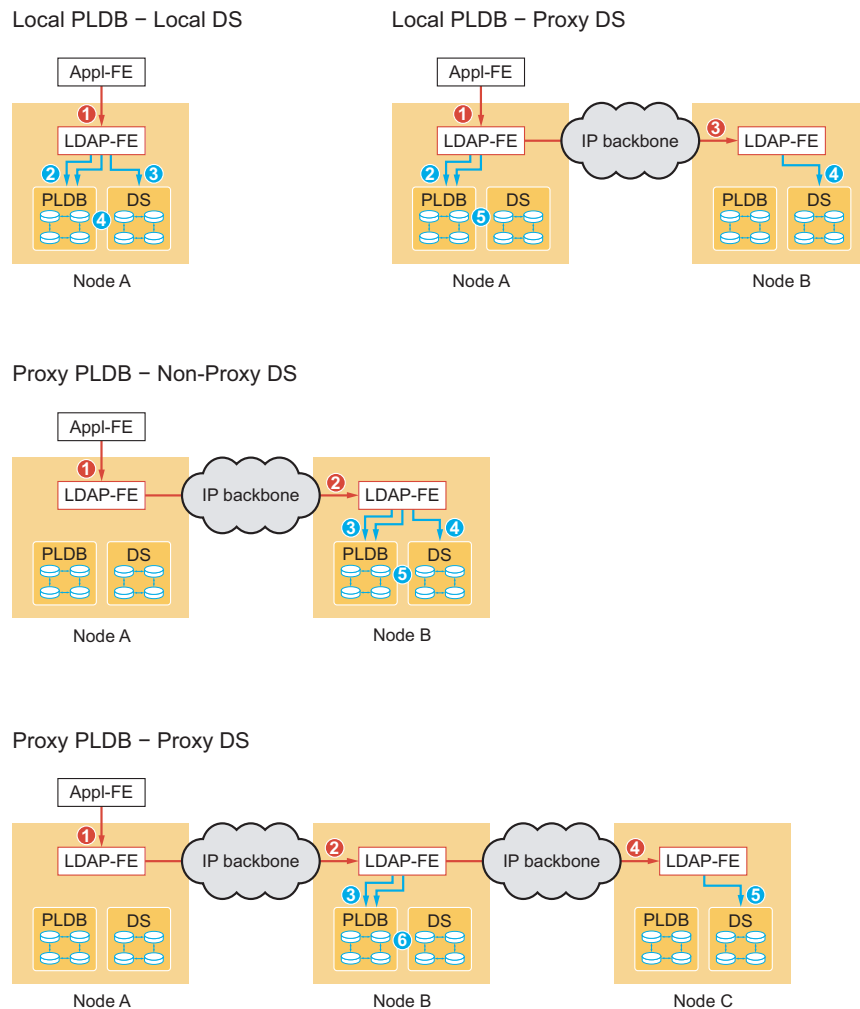 Local PLDB − Local DS
Appl-FE
1
LDAP-FE
2
3
PLDB
DS
4
Node A
Local PLDB − Proxy DS
Appl-FE
1
LDAP-FE
IP backbone
3
LDAP-FE
2
4
PLDB
DS
5
PLDB
DS
Node A
Node B
Proxy PLDB − Non-Proxy DS
Appl-FE
1
LDAP-FE
IP backbone
2
LDAP-FE
3
4
PLDB
DS
PLDB
DS
5
Node A
Node B
Proxy PLDB − Proxy DS
Appl-FE
1
LDAP-FE
IP backbone
2
LDAP-FE
IP backbone
4
LDAP-FE
3
5
PLDB
DS
PLDB
DS
6
PLDB
DS
Node A
Node B
Node C